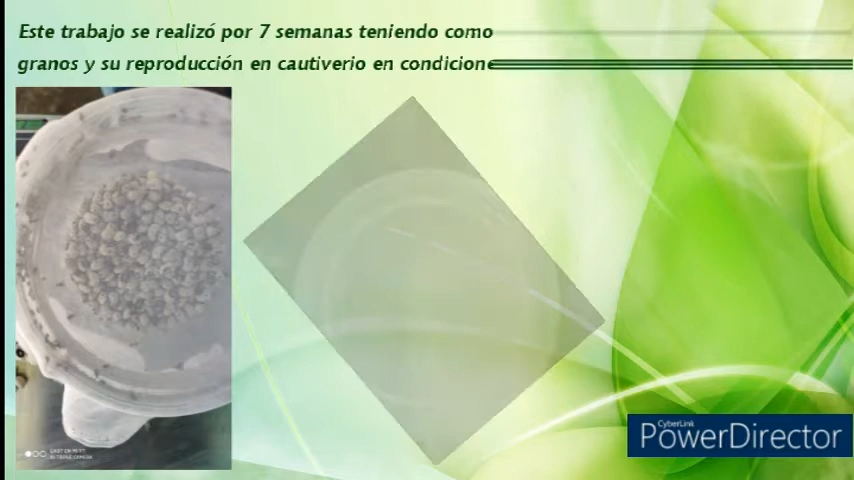 Este trabajo se realizó por 7 semanas teniendo como
granos y su reproducción en cautiverio en condicione
CyberLink
PowerDirector